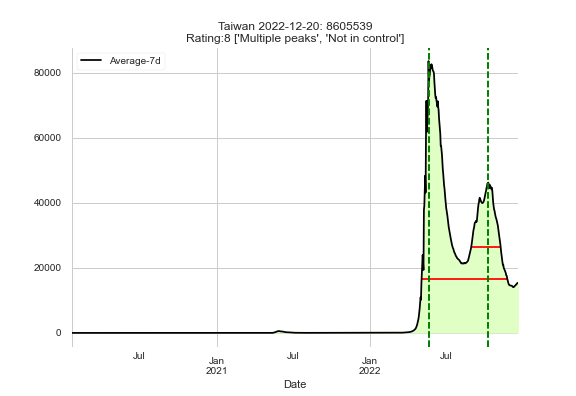 Taiwan 2022-12-20: 8605539
Rating:8 ['Multiple peaks', 'Not in control']
Average-7d
80000
60000
40000
20000
0
Jul
Jan
2021
Jul
Jan
2022
Jul
Date